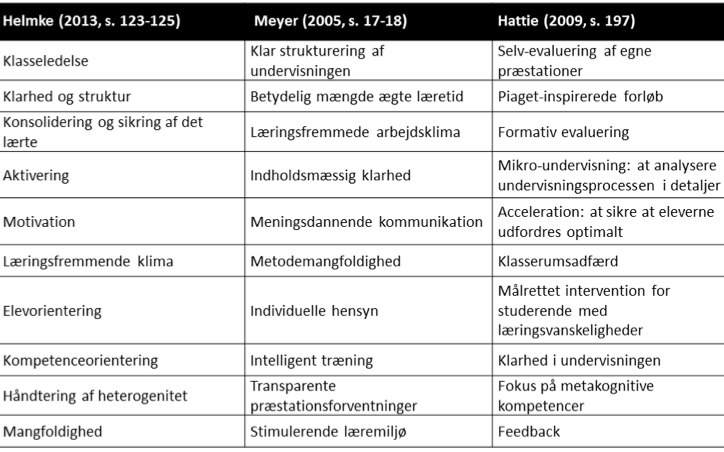 Helmke (2013, s. 123-125) Meyer (2005, s. 17-18) Hattie (2009, s. 197)
Klasseledelse
Klar strukturering af
undervisningen
Selv-evaluering af egne
præstationer
Klarhed og struktur
Betydelig mængde ægte læretid
Piaget-inspirerede forløb
Konsolidering og sikring af det
lærte
Læringsfremmede arbejdsklima
Formativ evaluering
Aktivering
Indholdsmæssig klarhed
Mikro-undervisning: at analysere
undervisningsprocessen i detaljer
Motivation
Meningsdannende kommunikation
Acceleration: at sikre at eleverne
udfordres optimalt
Læringsfremmende klima
Metodemangfoldighed
Klasserumsadfærd
Elevorientering
Individuelle hensyn
Målrettet intervention for
studerende med
læringsvanskeligheder
Kompetenceorientering
Intelligent træning
Klarhed i undervisningen
Håndtering af heterogenitet
Transparente
præstationsforventninger
Fokus på metakognitive
kompetencer
Mangfoldighed
Stimulerende læremiljø
Feedback